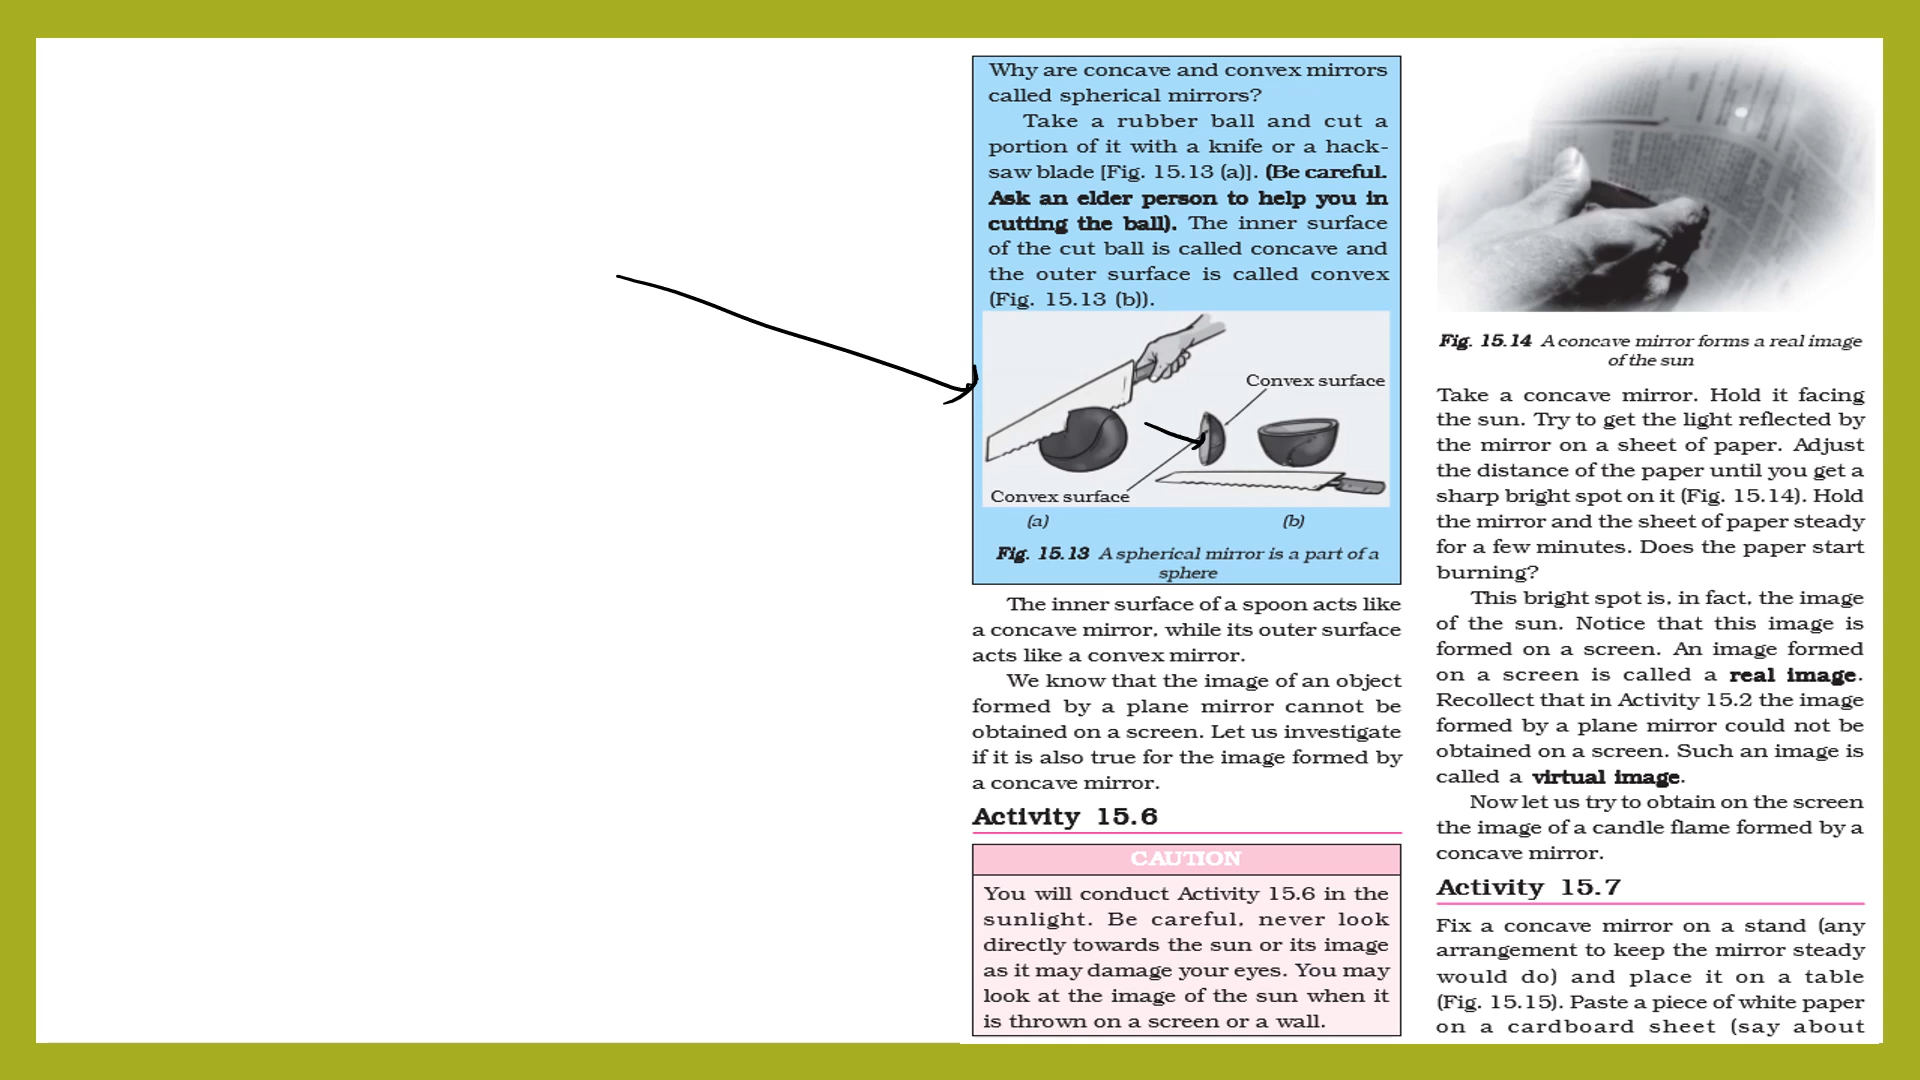 Why are concave and convex mirrors
called spherical mirrors?
Take a rubber ball and cut a
portion of it with a knife or a hack-
saw blade [Fig. 15.13 (a)]. (Be careful.
Ask an elder person to help you in
cutting the ball). The inner surface
of the cut ball is called concave and
the outer surface is called convex
(Fig. 15.13 (b)).
Convex surface
Convex surface
(a)
(b)
Fig. 15.13 A spherical mirror is a part of a
sphere
The inner surface of a spoon acts like
a concave mirror, while its outer surface
acts like a convex mirror.
We know that the image of an object
formed by a plane mirror cannot be
obtained on a screen. Let us investigate
if it is also true for the image formed by
a concave mirror.
Activity 15.6
CAUTION
You will conduct Activity 15.6 in the
sunlight. Be careful, never look
directly towards the sun or its image
as it may damage your eyes. You may
look at the image of the sun when it
is thrown on a screen or a wall.
Fig. 15.14 A concave mirror forms a real image
of the sun
Take a concave mirror. Hold it facing
the sun. Try to get the light reflected by
the mirror on a sheet of paper. Adjust
the distance of the paper until you get a
sharp bright spot on it (Fig. 15.14). Hold
the mirror and the sheet of paper steady
for a few minutes. Does the paper start
burning?
This bright spot is, in fact, the image
of the sun. Notice that this image is
formed on a screen. An image formed
on a screen is called a real image.
Recollect that in Activity 15.2 the image
formed by a plane mirror could not be
obtained on a screen. Such an image is
called a virtual image.
Now let us try to obtain on the screen
the image of a candle flame formed by a
concave mirror.
Activity 15.7
Fix a concave mirror on a stand (any
arrangement to keep the mirror steady
would do) and place it on a table
(Fig. 15.15). Paste a piece of white paper
on a cardboard sheet (say about